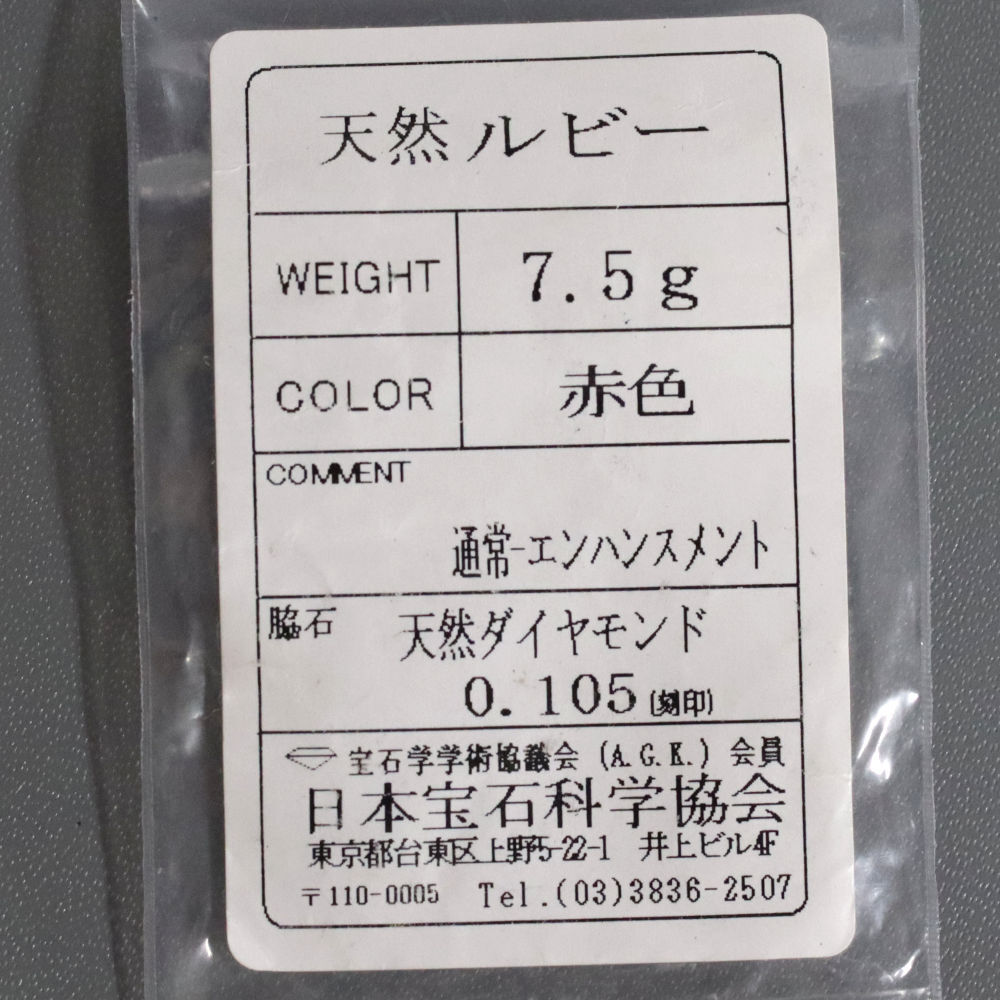 天然ルビー
WEIGHT 7.5g
COLOR 赤色
COMMENT
通常-エンハンスメント
脇石 天然ダイヤモンド
0.105(刻印)
宝石学学術協議会 (A.G.K.) 会員
日本宝石科学協会
東京都台東区上野5-22-1 井上ビル4F
〒110-0005 Tel.(03)3836-2507